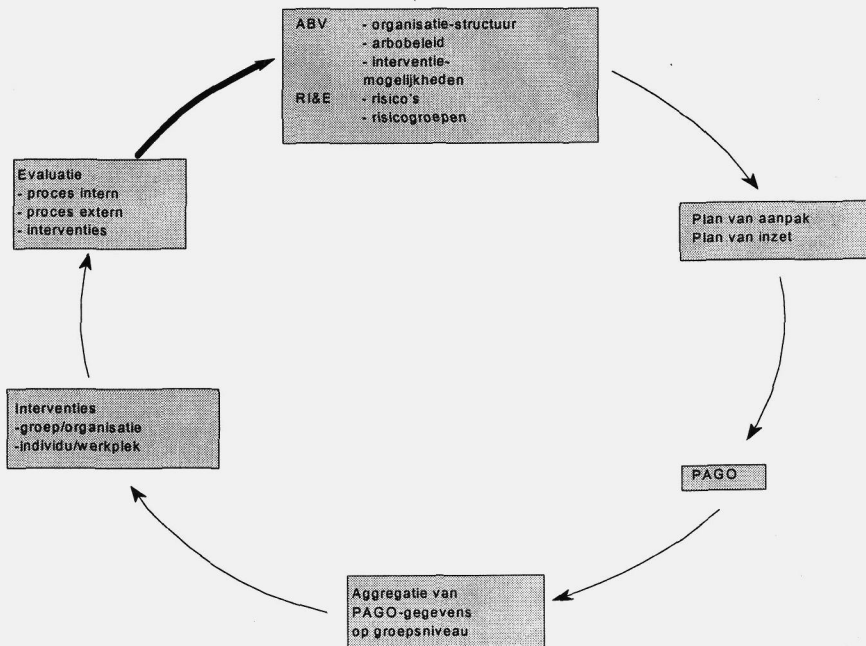 ABV - organisatie-structuur
- arbobeleid
- interventie-
mogelijkheden
RI&E - risico's
- risicogroepen
Plan van aanpak
Plan van inzet
PAGO
Aggregatie van
PAGO-gegevens
op groepsniveau
Interventies
-groep/organisatie
-individu/werkplek
Evaluatie
- proces intern
- proces extern
- interventies